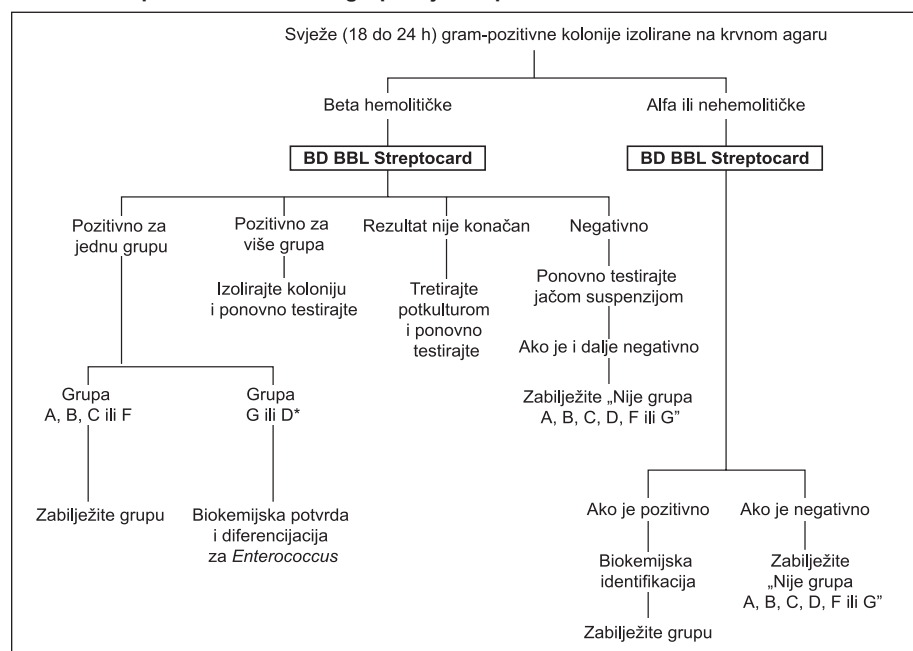 Svježe (18 do 24 h) gram-pozitivne kolonije izolirane na krvnom agaru
Beta hemolitičke
Alfa ili nehemolitičke
BD BBL Streptocard
BD BBL Streptocard
Pozitivno za
jednu grupu
Pozitivno za
više grupa
Rezultat nije konačan
Negativno
Izolirajte koloniju
i ponovno testirajte
Tretirajte
potkulturom
i ponovno
testirajte
Ponovno testirajte
jačom suspenzijom
Ako je i dalje negativno
Zabilježite „Nije grupa
A, B, C, D, F ili G”
Grupa
A, B, C ili F
Grupa
G ili D*
Zabilježite grupu
Biokemijska potvrda
i diferencijacija
za Enterococcus
Ako je pozitivno
Ako je negativno
Biokemijska
identifikacija
Zabilježite grupu
Zabilježite
„Nije grupa
A, B, C, D, F ili G”